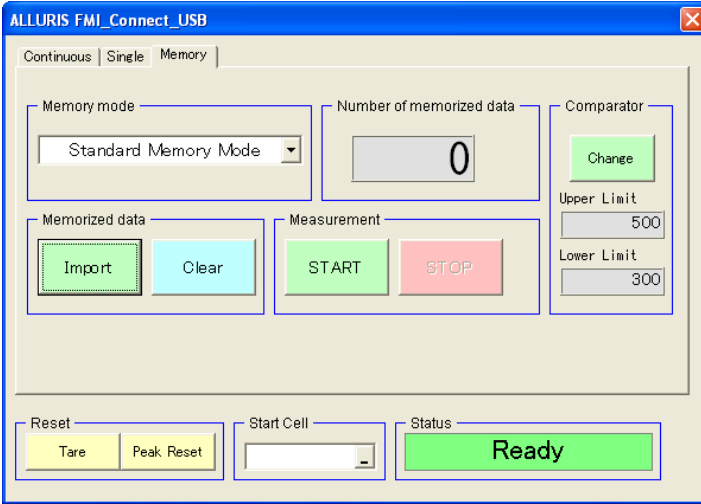 ALLURIS FMI_Connect_USB
Continuous Single Memory
Memory mode
Standard Memory Mode
Number of memorized data
0
Comparator
Change
Upper Limit
500
Lower Limit
300
Memorized data
Import Clear
Measurement
START STOP
Reset
Tare Peak Reset
Start Cell
_
Status
Ready